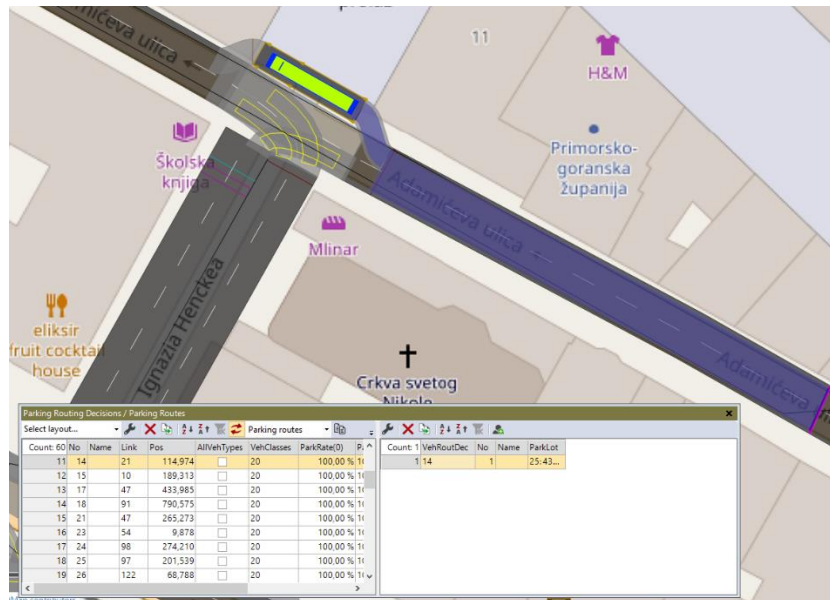 11
H&M
Adamićeva ulica
Školska
knjiga
Primorsko-
goranska
županija
Adamićeva ulica
Mlinar
Ignazia Henckea
eliksir
fruit cocktail
house
Crkva svetog
Nikole
Adamićeva
Parking Routing Decisions / Parking Routes
Select layout... Parking routes
Count: 60 No Name Link Pos AllVehTypes VehClasses ParkRate(0)
11 14 21 114,974 20 100,00 %
12 15 10 189,313 20 100,00 %
13 17 47 433,985 20 100,00 %
14 18 91 790,575 20 100,00 %
15 21 47 265,273 20 100,00 %
16 23 54 9,878 20 100,00 %
17 24 98 274,210 20 100,00 %
18 25 97 201,539 20 100,00 %
19 26 122 68,788 20 100,00 %
Count: 1 VehRoutDec No Name ParkLot
1 14 1 25:43...